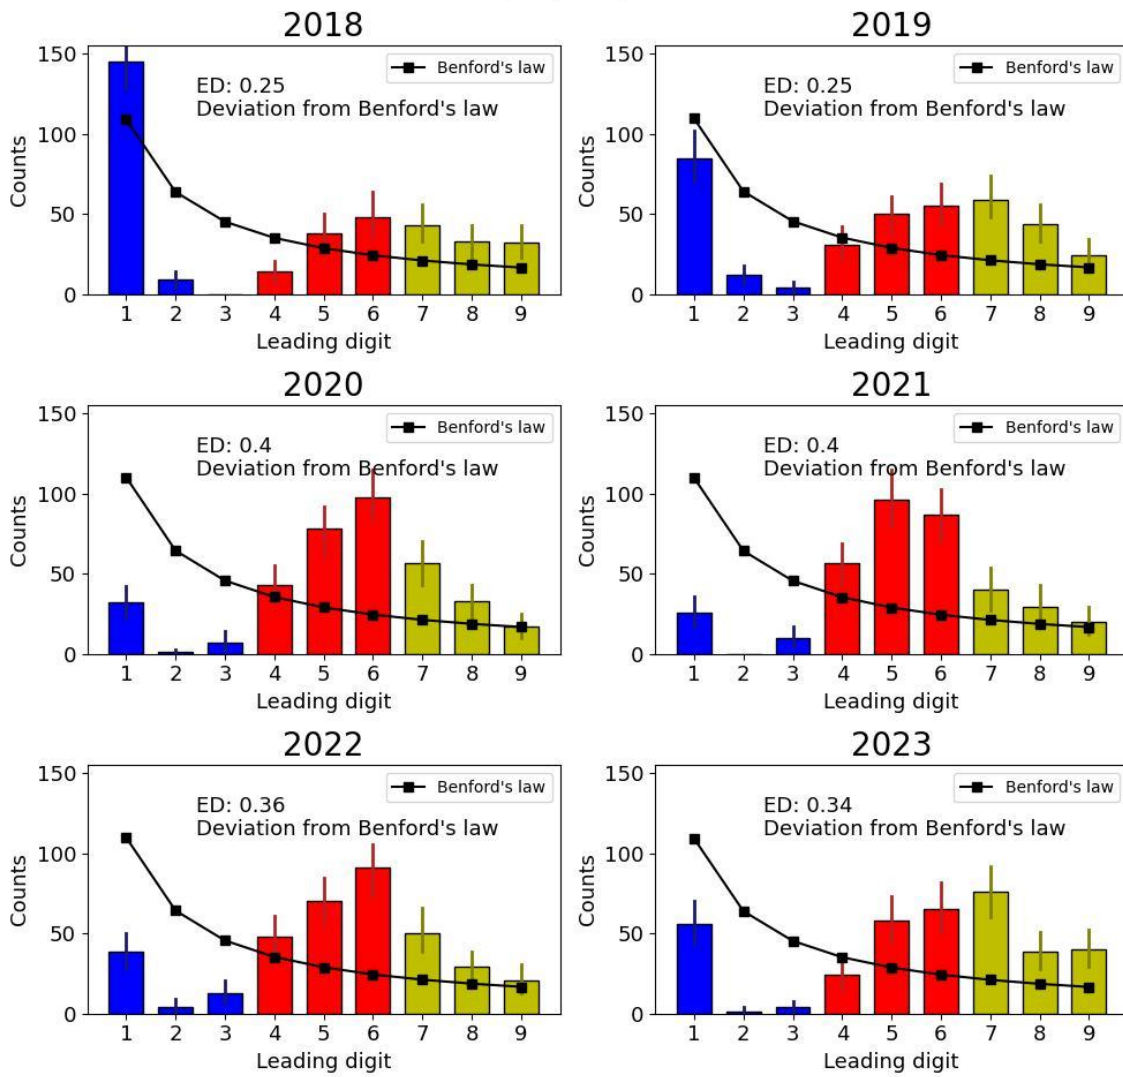 2018
150
100
50
0
Counts
Benford's law
ED: 0.25
Deviation from Benford's law
1 2 3 4 5 6 7 8 9
Leading digit
2019
150
100
50
0
Counts
Benford's law
ED: 0.25
Deviation from Benford's law
1 2 3 4 5 6 7 8 9
Leading digit
2020
150
100
50
0
Counts
Benford's law
ED: 0.4
Deviation from Benford's law
1 2 3 4 5 6 7 8 9
Leading digit
2021
150
100
50
0
Counts
Benford's law
ED: 0.4
Deviation from Benford's law
1 2 3 4 5 6 7 8 9
Leading digit
2022
150
100
50
0
Counts
Benford's law
ED: 0.36
Deviation from Benford's law
1 2 3 4 5 6 7 8 9
Leading digit
2023
150
100
50
0
Counts
Benford's law
ED: 0.34
Deviation from Benford's law
1 2 3 4 5 6 7 8 9
Leading digit